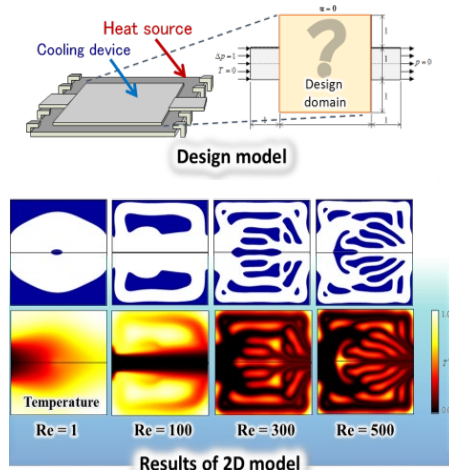 Heat source
Cooling device
u = 0
Δp=1
T=0
p=0
?
Design
domain
1
1
1
1
Design model
1.0
T
0.0
Temperature
Re = 1
Re = 100
Re = 300
Re = 500
Results of 2D model